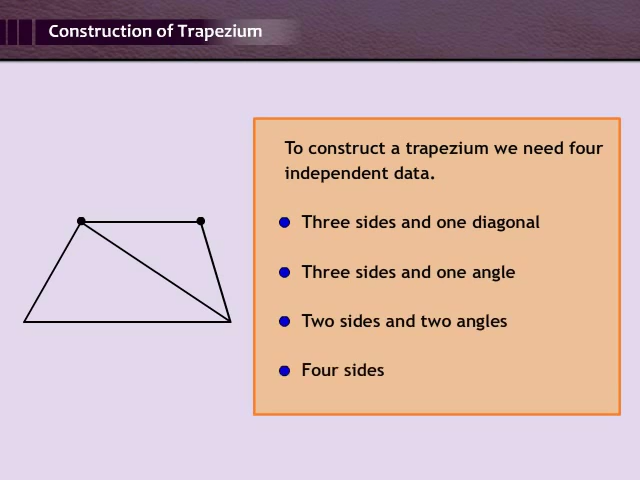 Construction of Trapezium
To construct a trapezium we need four
independent data.
Three sides and one diagonal
Three sides and one angle
Two sides and two angles
Four sides